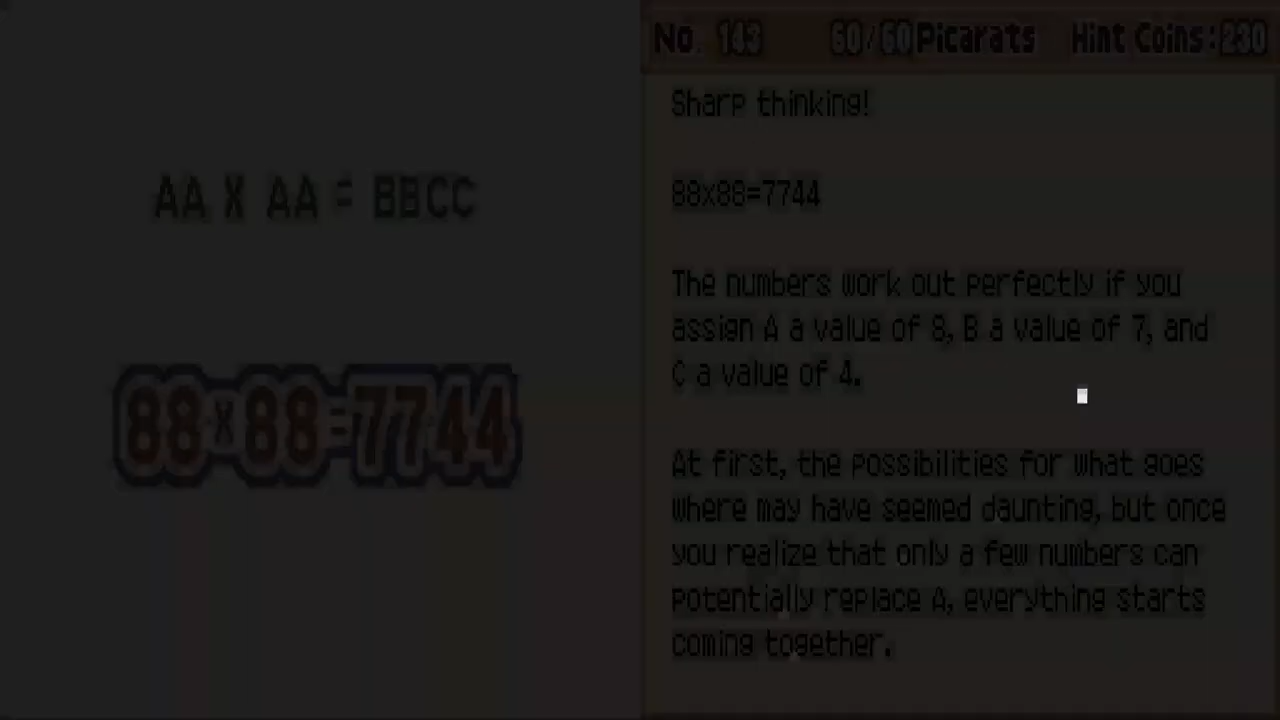 AA X AA = BBCC
88x88=7744
No. 143 60/60 Picarats Hint Coins:230
Sharp thinking!
88x88=7744
The numbers work out perfectly if you
assign A a value of 8, B a value of 7, and
C a value of 4.
At first, the possibilities for what goes
where may have seemed daunting, but once
you realize that only a few numbers can
potentially replace A, everything starts
coming together.